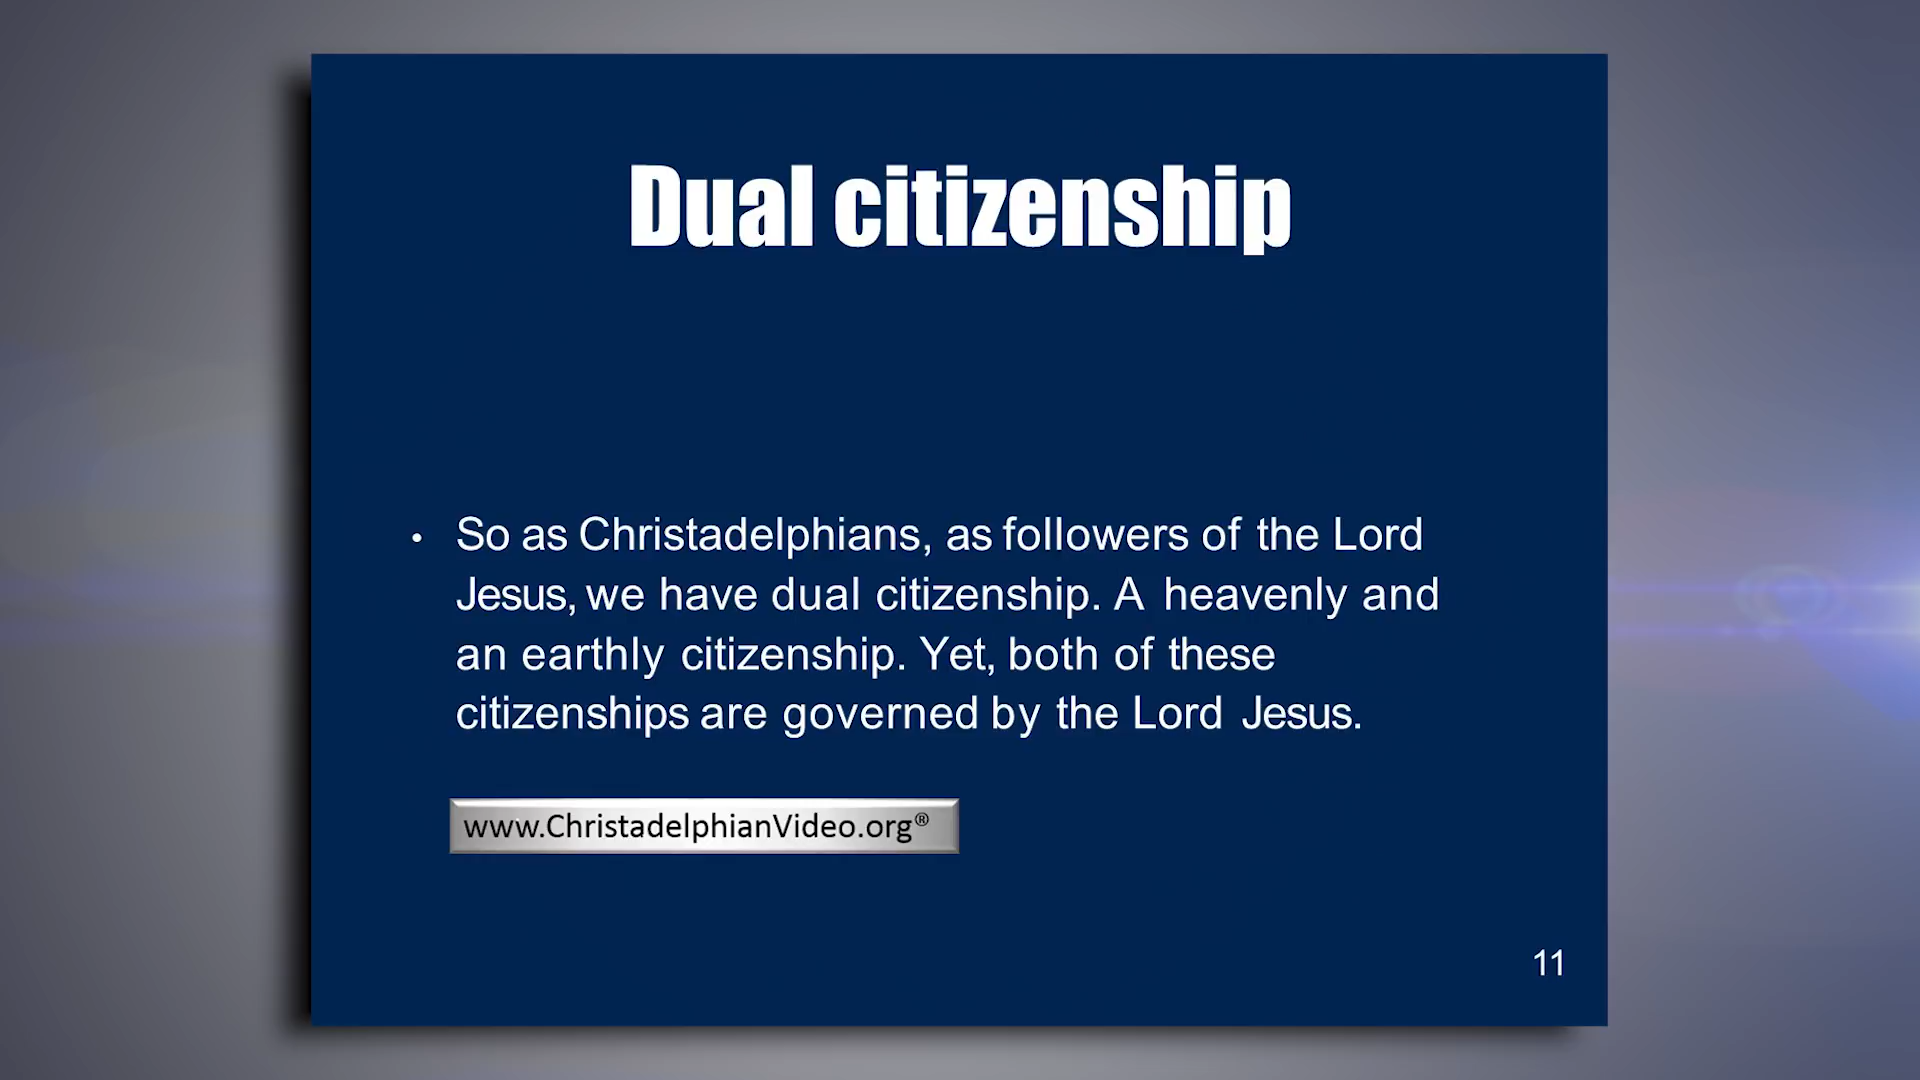 Dual citizenship
• So as Christadelphians, as followers of the Lord
Jesus, we have dual citizenship. A heavenly and
an earthly citizenship. Yet, both of these
citizenships are governed by the Lord Jesus.
www.ChristadelphianVideo.org®
11